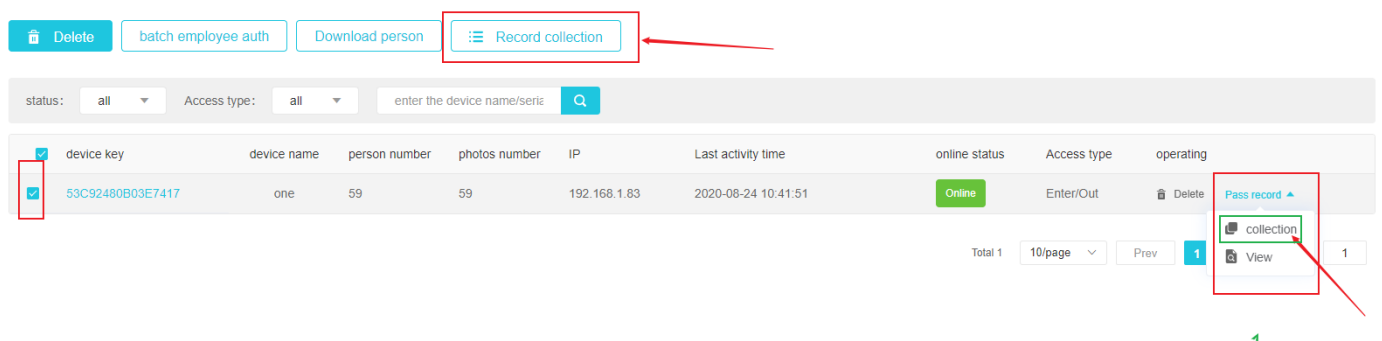 Delete batch employee auth Download person Record collection
status: all Access type: all enter the device name/seria
device key device name person number photos number IP Last activity time online status Access type operating
53C92480B03E7417 one 59 59 192.168.1.83 2020-08-24 10:41:51 Online Enter/Out Delete Pass record
collection
Total 1 10/page Prev 1 View 1